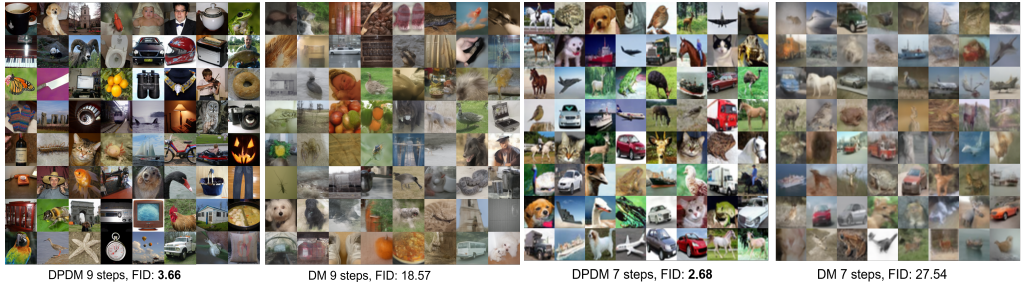 DPDM 9 steps, FID: 3.66
DM 9 steps, FID: 18.57
DPDM 7 steps, FID: 2.68
DM 7 steps, FID: 27.54